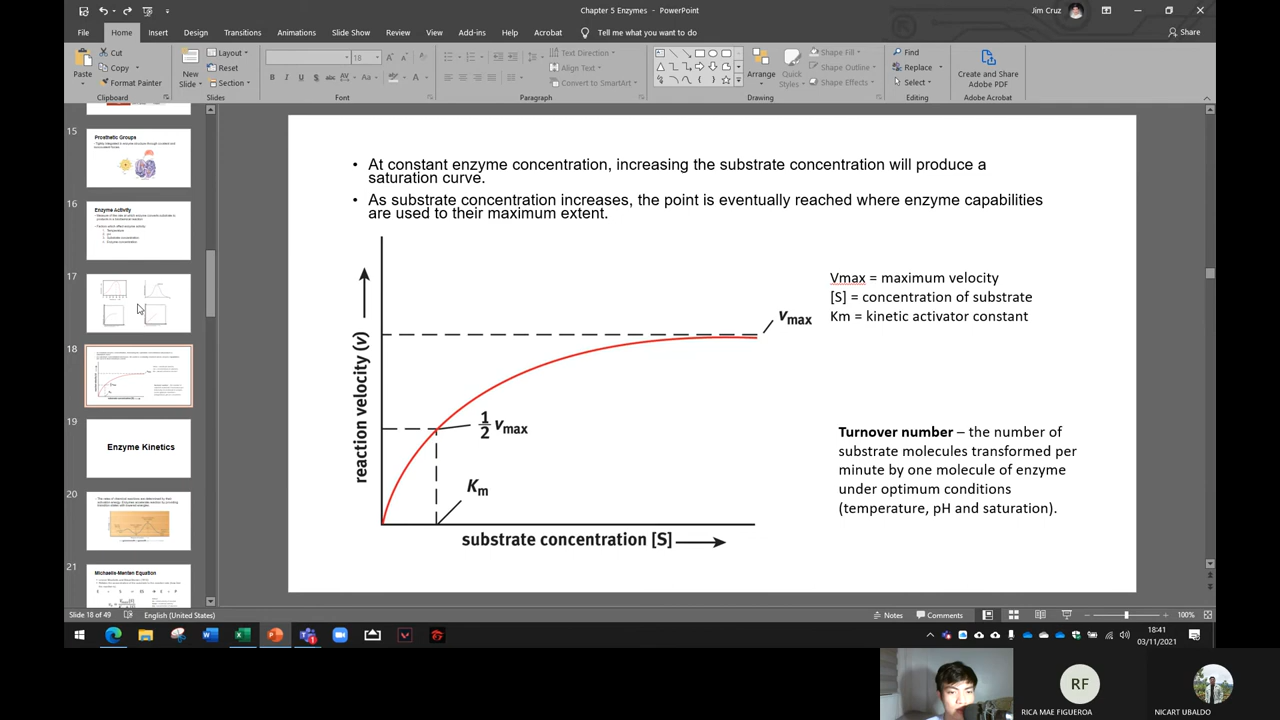 Chapter 5 Enzymes - PowerPoint
Jim Cruz
File Home Insert Design Transitions Animations Slide Show Review View Add-ins Help Acrobat Tell me what you want to do Share
Paste
Cut
Copy
Format Painter
Clipboard
New
Slide
Layout
Reset
Section
Slides
18
B I U S
Font
Text Direction
Align Text
Convert to SmartArt
Paragraph
Arrange
Quick
Styles
Shape Fill
Shape Outline
Shape Effects
Drawing
Find
Replace
Select
Editing
Create and Share
Adobe PDF
Adobe Acrobat
15
Prosthetic Groups
16
Enzyme Activity
17
18
19
Enzyme Kinetics
20
21
Michaelis-Menten Equation
• At constant enzyme concentration, increasing the substrate concentration will produce a
saturation curve.
• As substrate concentration increases, the point is eventually reached where enzyme capabilities
are used to their maximum extent.
reaction velocity (v)
Vmax
1/2 Vmax
Km
substrate concentration [S]
Vmax = maximum velocity
[S] = concentration of substrate
Km = kinetic activator constant
Turnover number – the number of
substrate molecules transformed per
minute by one molecule of enzyme
under optimum conditions
(temperature, pH and saturation).
Slide 18 of 49 English (United States) Notes Comments 100%
18:41
03/11/2021
RF
RICA MAE FIGUEROA
NICART UBALDO